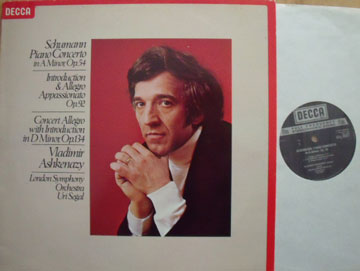 DECCA
Schumann
Piano Concerto
in A Minor, Op.54
Introduction
& Allegro
Appassionato
Op.92
Concert Allegro
with Introduction
in D Minor, Op.134
Vladimir
Ashkenazy
London Symphony
Orchestra
Uri Segal
DECCA